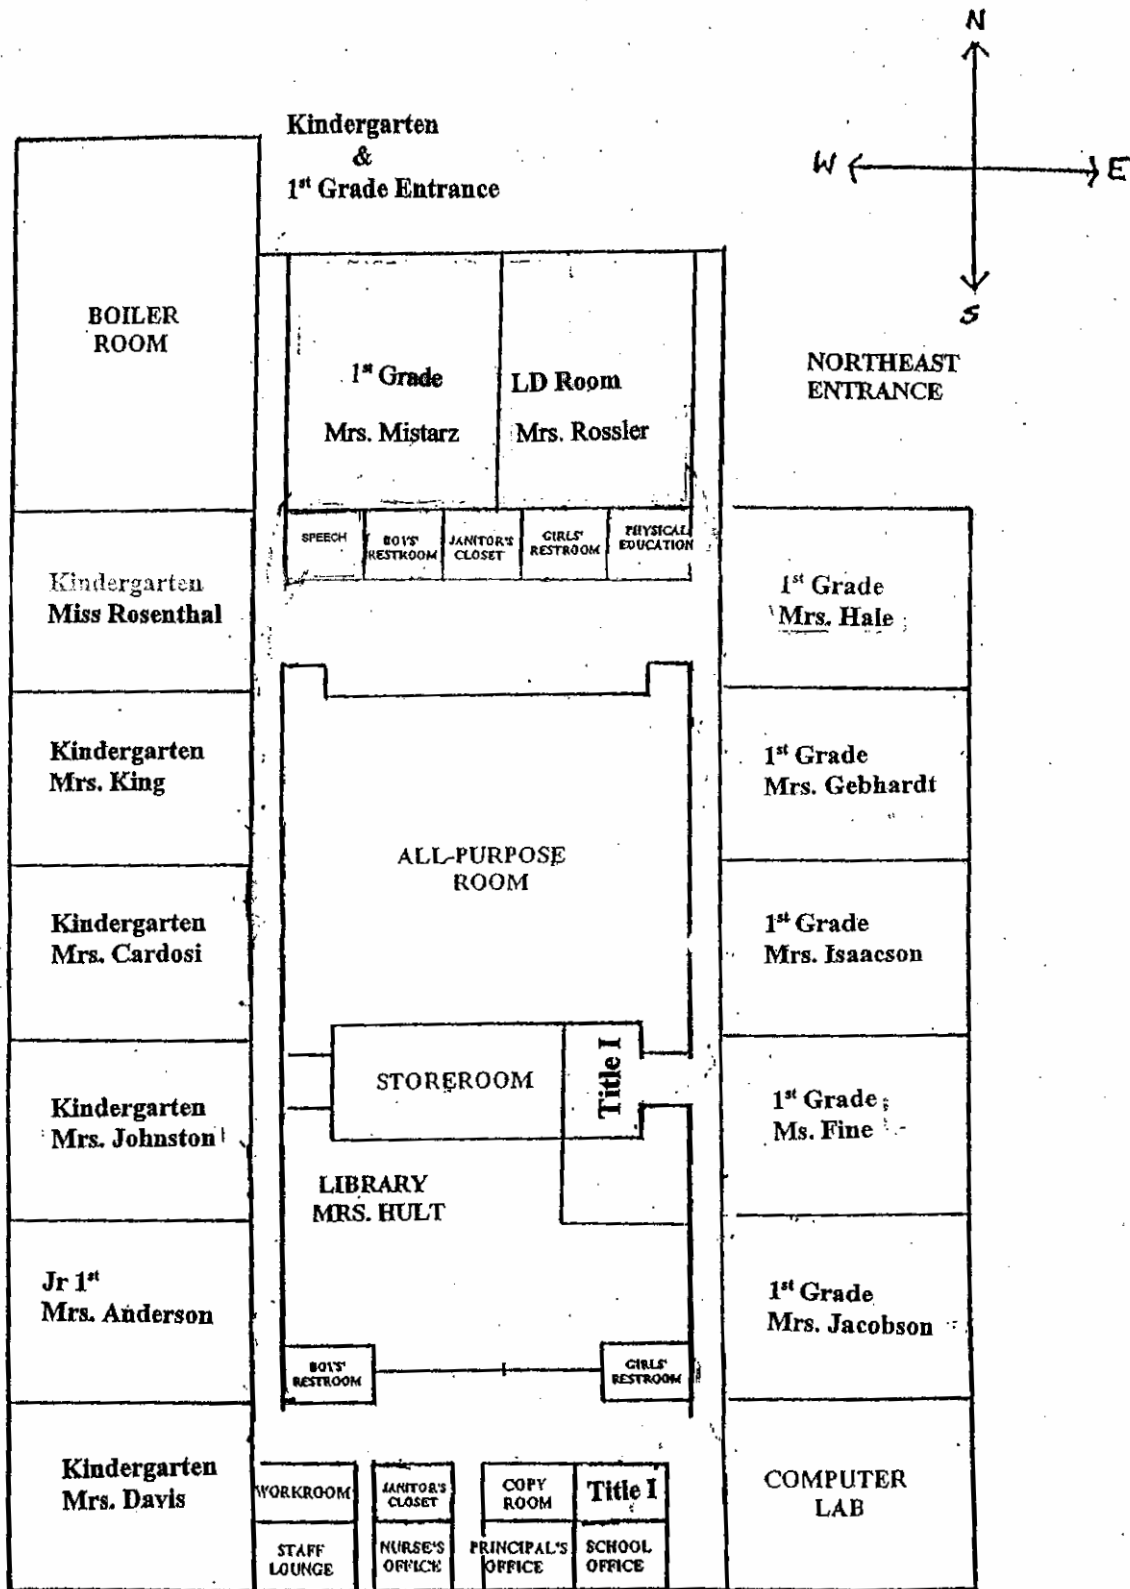 N
W E
S
Kindergarten
&
1st Grade Entrance
BOILER
ROOM
1st Grade
Mrs. Mistarz
LD Room
Mrs. Rossler
NORTHEAST
ENTRANCE
SPEECH
BOYS'
RESTROOM
JANITOR'S
CLOSET
GIRLS'
RESTROOM
PHYSICAL
EDUCATION
Kindergarten
Miss Rosenthal
1st Grade
Mrs. Hale
Kindergarten
Mrs. King
1st Grade
Mrs. Gebhardt
ALL-PURPOSE
ROOM
Kindergarten
Mrs. Cardosi
1st Grade
Mrs. Isaacson
STOREROOM
Title I
Kindergarten
Mrs. Johnston
1st Grade
Ms. Fine
LIBRARY
MRS. HULT
Jr 1st
Mrs. Anderson
1st Grade
Mrs. Jacobson
BOYS'
RESTROOM
GIRLS'
RESTROOM
Kindergarten
Mrs. Davis
WORKROOM
JANITOR'S
CLOSET
COPY
ROOM
Title I
COMPUTER
LAB
STAFF
LOUNGE
NURSE'S
OFFICE
PRINCIPAL'S
OFFICE
SCHOOL
OFFICE